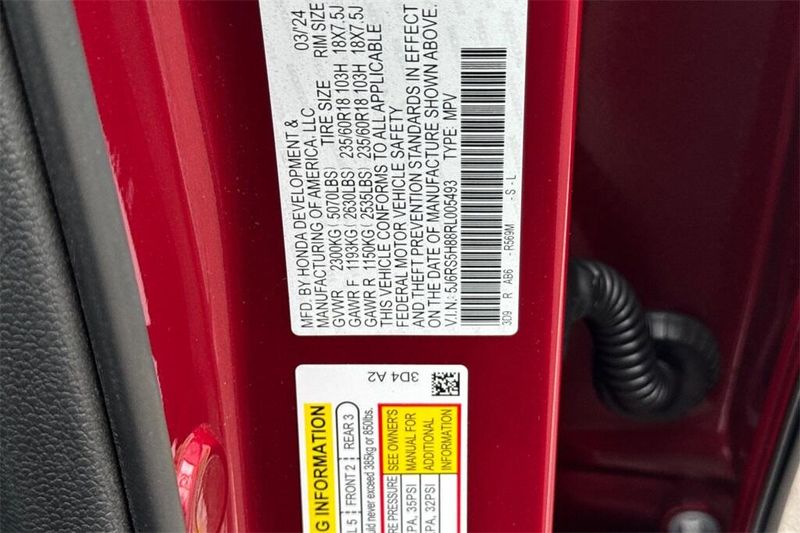 MFD. BY HONDA DEVELOPMENT & 03/24
MANUFACTURING OF AMERICA, LLC TIRE SIZE RIM SIZE
GVWR 2300KG (5070LBS)
GAWR F 1193KG (2630LBS) 235/60R18 103H 18X7.5J
GAWR R 1150KG (2535LBS) 235/60R18 103H 18X7.5J
THIS VEHICLE CONFORMS TO ALL APPLICABLE
FEDERAL MOTOR VEHICLE SAFETY
AND THEFT PREVENTION STANDARDS IN EFFECT
ON THE DATE OF MANUFACTURE SHOWN ABOVE.
V.I.N.: 5J6RS5H88RL005493 TYPE: MPV
3D9 R AB6 - R569M - S - L
3D4 A2
G INFORMATION
L 5 FRONT 2 REAR 3
uld never exceed 385kg or 850lbs.
RE PRESSURE SEE OWNER'S
PA, 35PSI MANUAL FOR
PA, 32PSI ADDITIONAL
INFORMATION